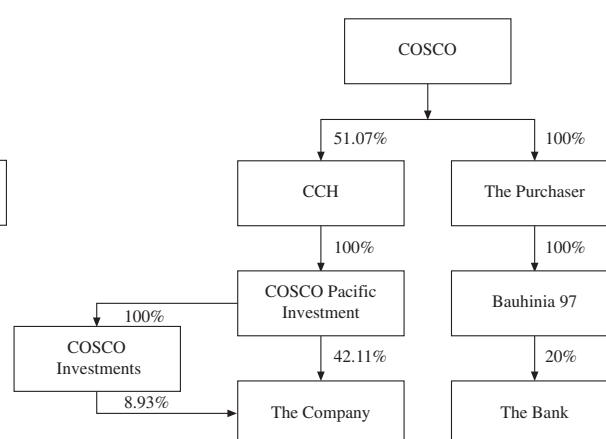 COSCO
51.07%
100%
CCH
The Purchaser
100%
100%
COSCO Pacific
Investment
Bauhinia 97
100%
COSCO
Investments
42.11%
20%
8.93%
The Company
The Bank